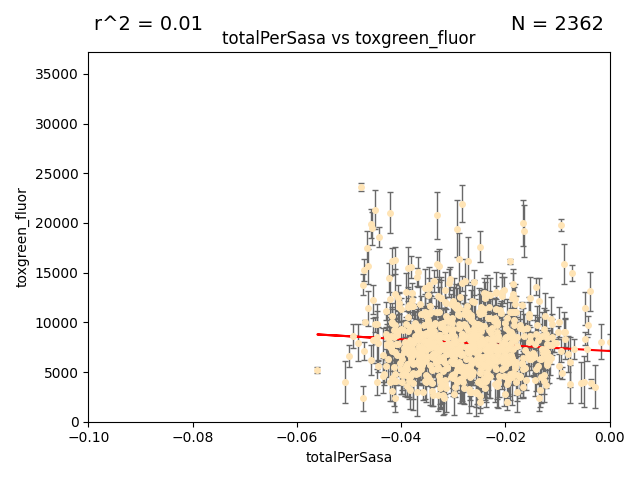 r^2 = 0.01
N = 2362
totalPerSasa vs toxgreen_fluor
35000
30000
25000
20000
15000
10000
5000
0
toxgreen_fluor
−0.10
−0.08
−0.06
−0.04
−0.02
0.00
totalPerSasa